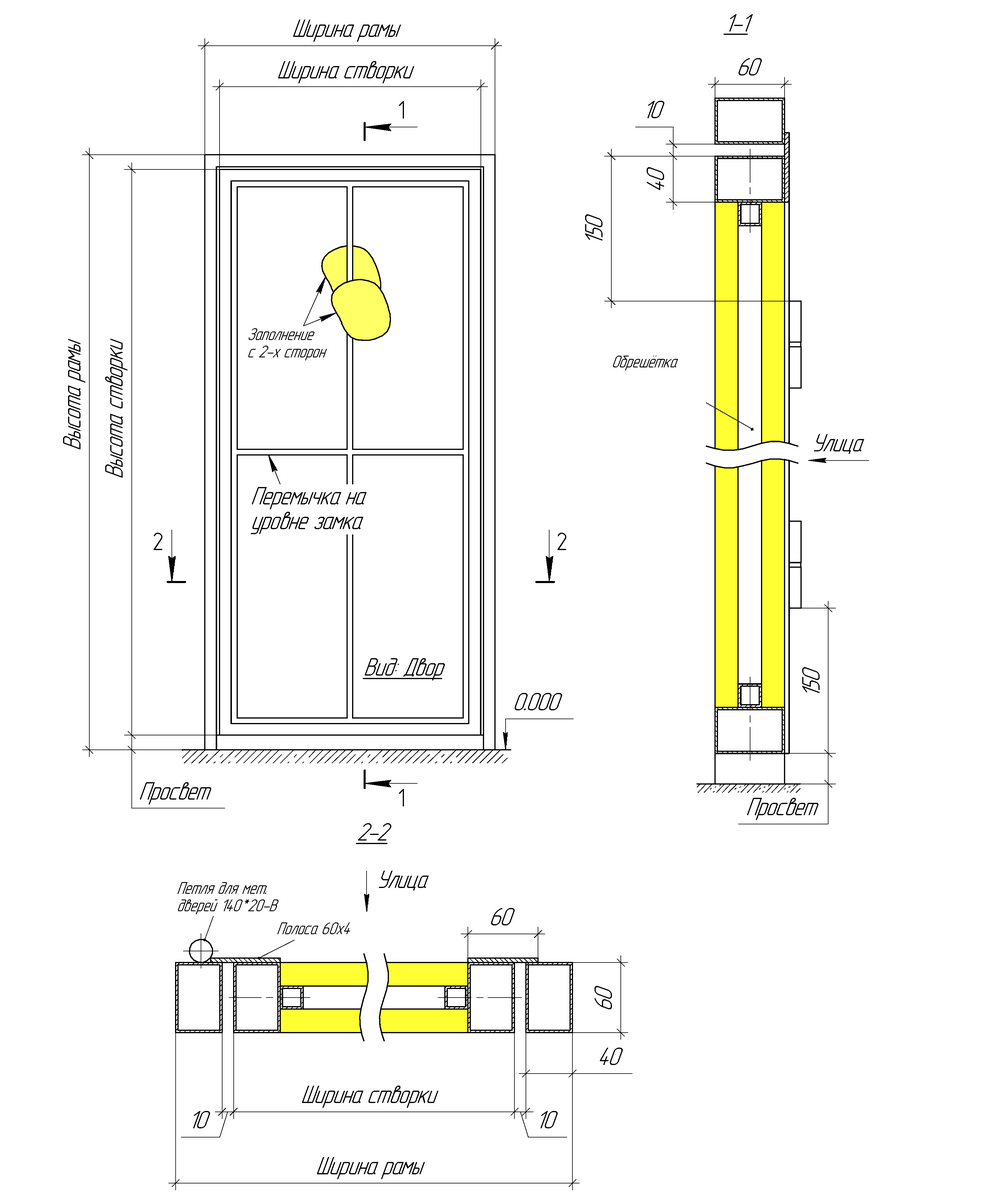 Ширина рамы
Ширина створки
1
Высота рамы
Высота створки
Заполнение
с 2-х сторон
Перемычка на
уровне замка
2
2
Вид: Двор
0.000
Просвет
1
1-1
60
10
40
150
Обрешётка
Улица
150
Просвет
2-2
Улица
Петля для мет.
дверей 140*20-В
Полоса 60х4
60
60
40
Ширина створки
10
10
Ширина рамы